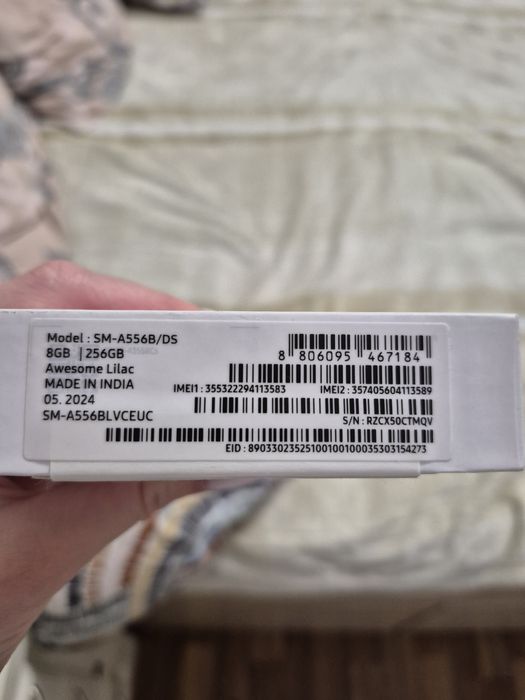 Model : SM-A556B/DS
8GB | 256GB
Awesome Lilac
MADE IN INDIA
05. 2024
SM-A556BLVCEUC
8 806095 467184
IMEI1 : 355322294113583 IMEI2 : 357405604113589
S/N : RZCX50CTMQV
EID : 89033023525100100100035303154273